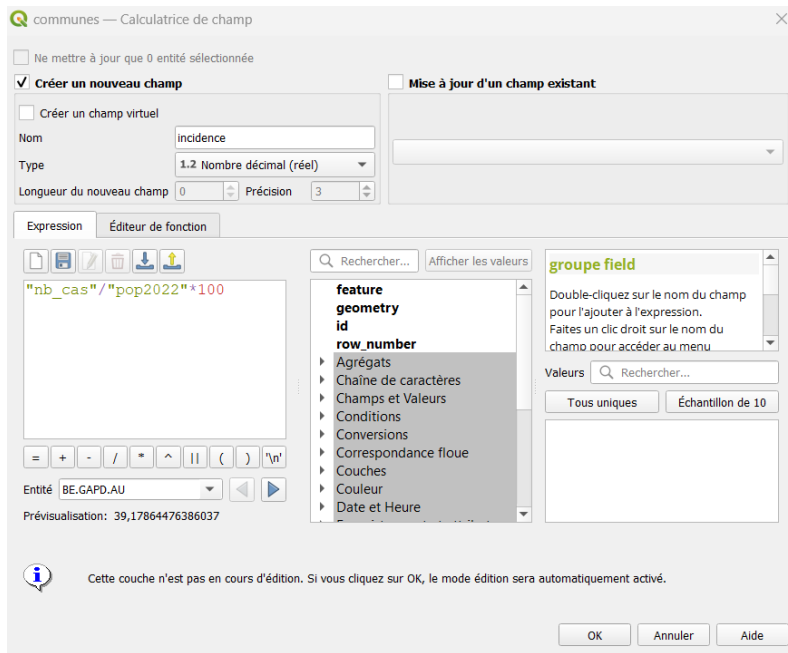 communes — Calculatrice de champ
Ne mettre à jour que 0 entité sélectionnée
Créer un nouveau champ
Mise à jour d'un champ existant
Créer un champ virtuel
Nom
incidence
Type
1.2 Nombre décimal (réel)
Longueur du nouveau champ
0
Précision
3
Expression
Éditeur de fonction
"nb_cas"/"pop2022"*100
= + - / * ^ || ( ) '\n'
Entité
BE.GAPD.AU
Prévisualisation: 39,17864476386037
Rechercher...
Afficher les valeurs
feature
geometry
id
row_number
Agrégats
Chaîne de caractères
Champs et Valeurs
Conditions
Conversions
Correspondance floue
Couches
Couleur
Date et Heure
groupe field
Double-cliquez sur le nom du champ
pour l'ajouter à l'expression.
Faites un clic droit sur le nom du
champ pour accéder au menu
Valeurs
Rechercher...
Tous uniques
Échantillon de 10
Cette couche n'est pas en cours d'édition. Si vous cliquez sur OK, le mode édition sera automatiquement activé.
OK
Annuler
Aide